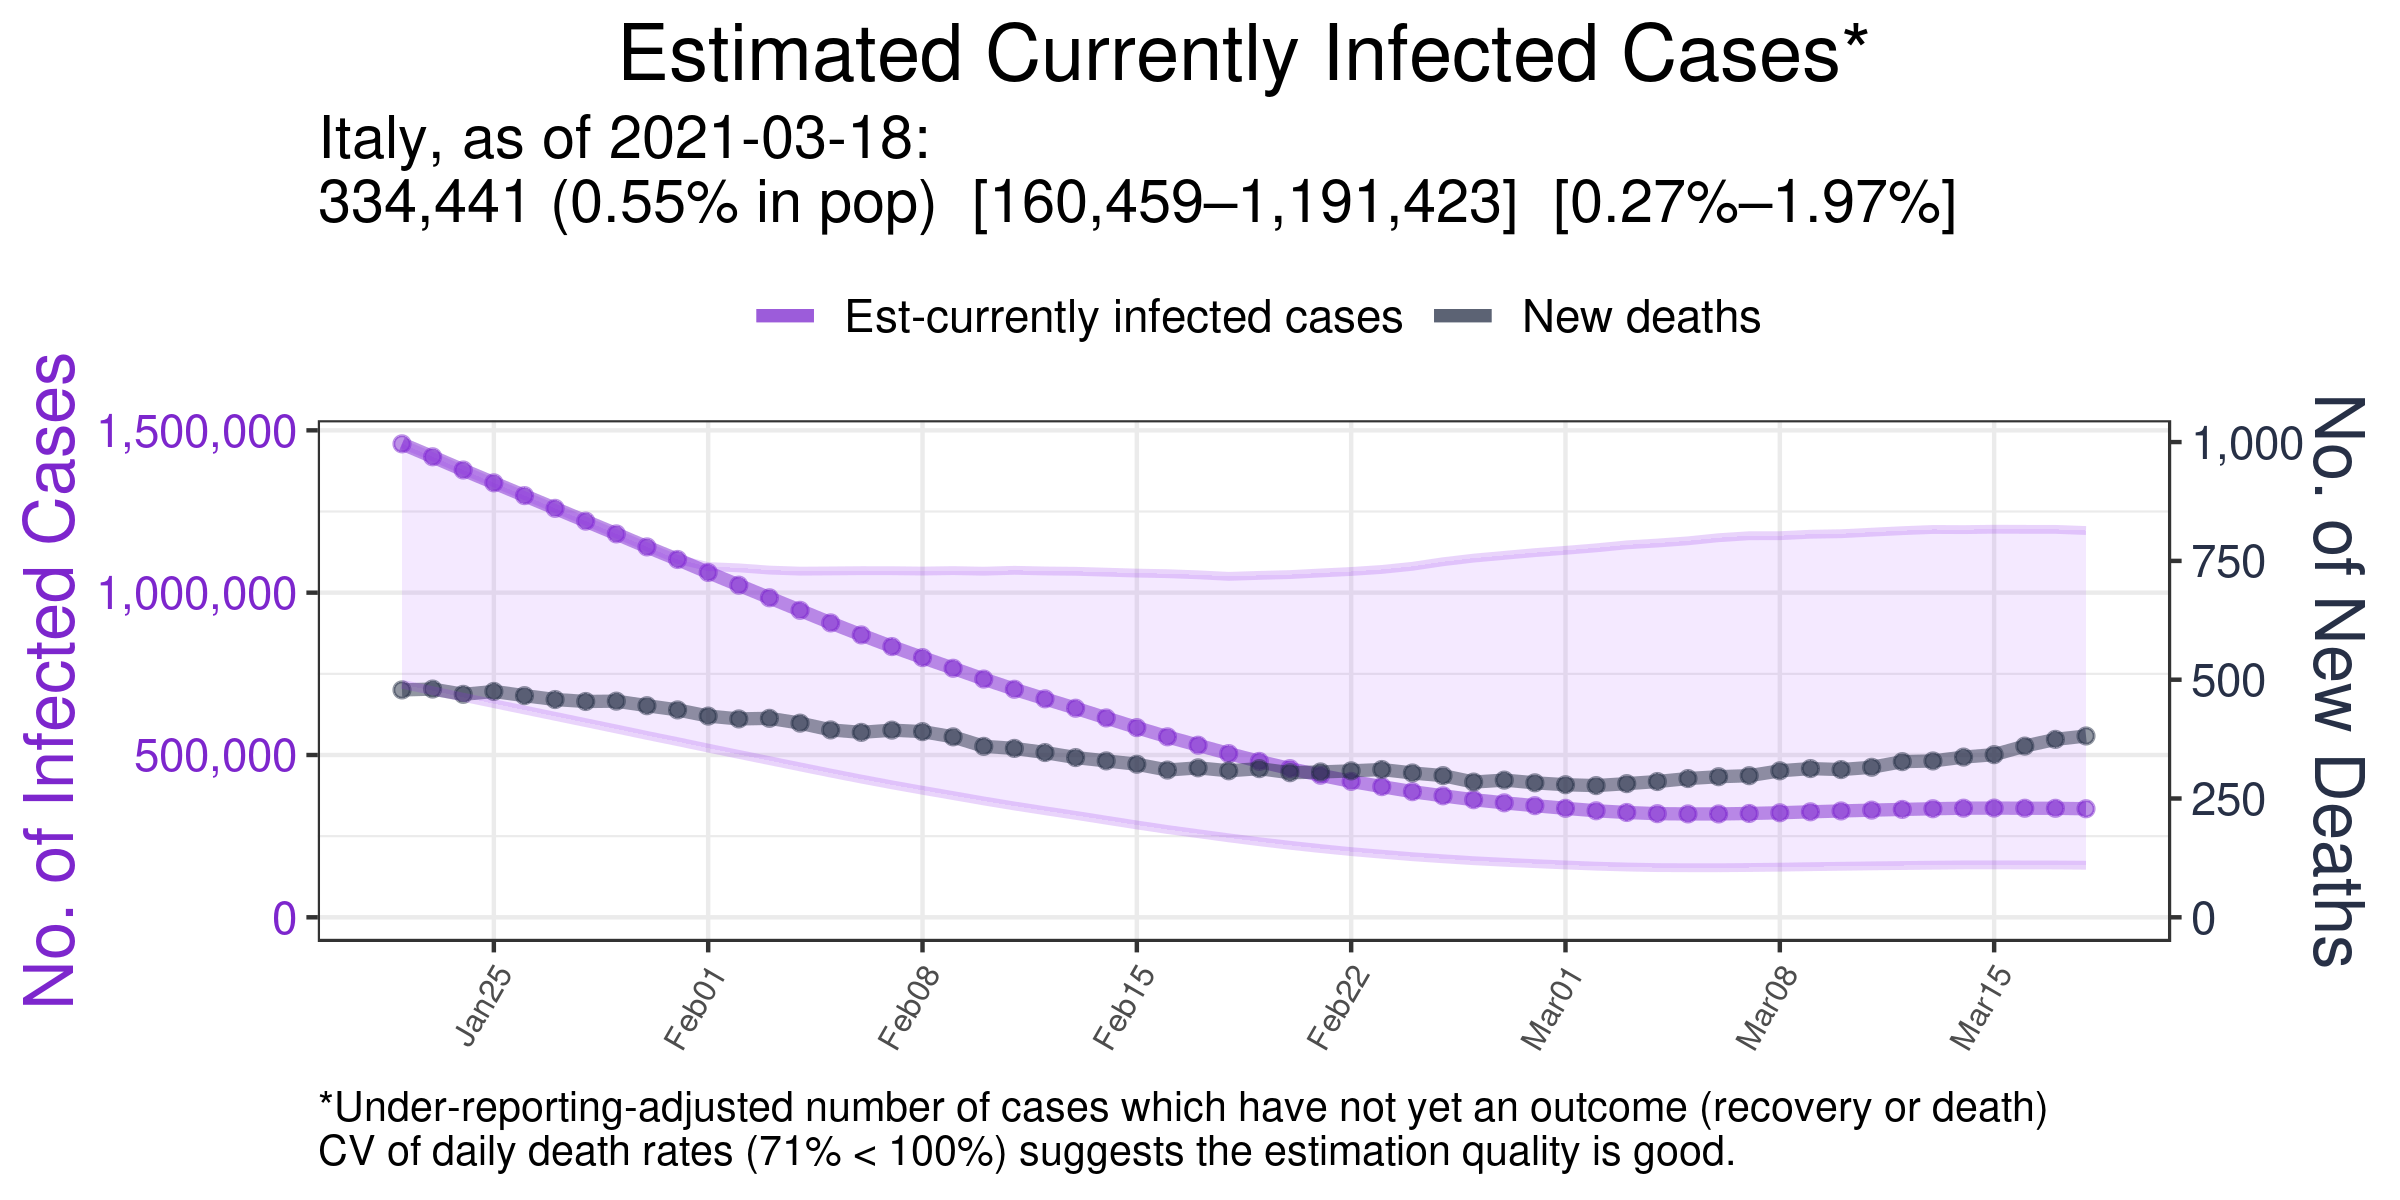 Estimated Currently Infected Cases*
Italy, as of 2021-03-18:
334,441 (0.55% in pop)  [160,459–1,191,423]  [0.27%–1.97%]
Est-currently infected cases
New deaths
No. of Infected Cases
1,500,000
1,000,000
500,000
0
1,000
750
500
250
0
No. of New Deaths
Jan25
Feb01
Feb08
Feb15
Feb22
Mar01
Mar08
Mar15
*Under-reporting-adjusted number of cases which have not yet an outcome (recovery or death)
CV of daily death rates (71% < 100%) suggests the estimation quality is good.